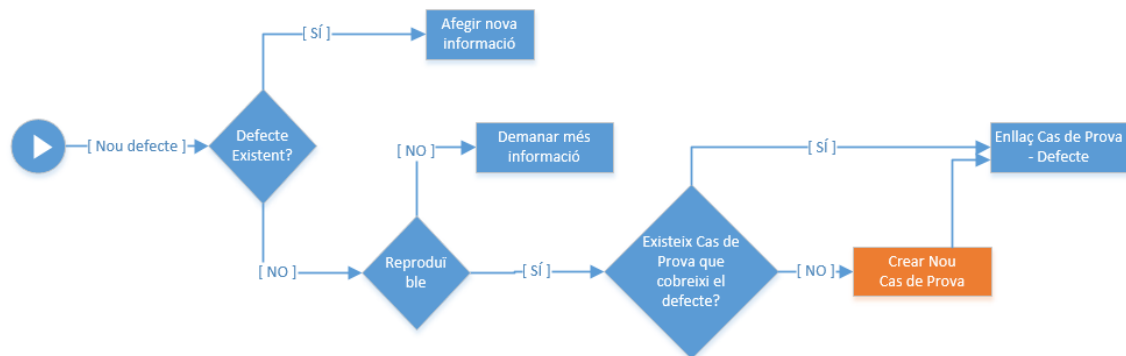 [ SÍ ]
Afegir nova
informació
[ Nou defecte ]
Defecte
Existent?
[ NO ]
Demanar més
informació
[ SÍ ]
Enllaç Cas de Prova
- Defecte
[ NO ]
Reproduï
ble
[ SÍ ]
Existeix Cas de
Prova que
cobreixi el
defecte?
[ NO ]
Crear Nou
Cas de Prova